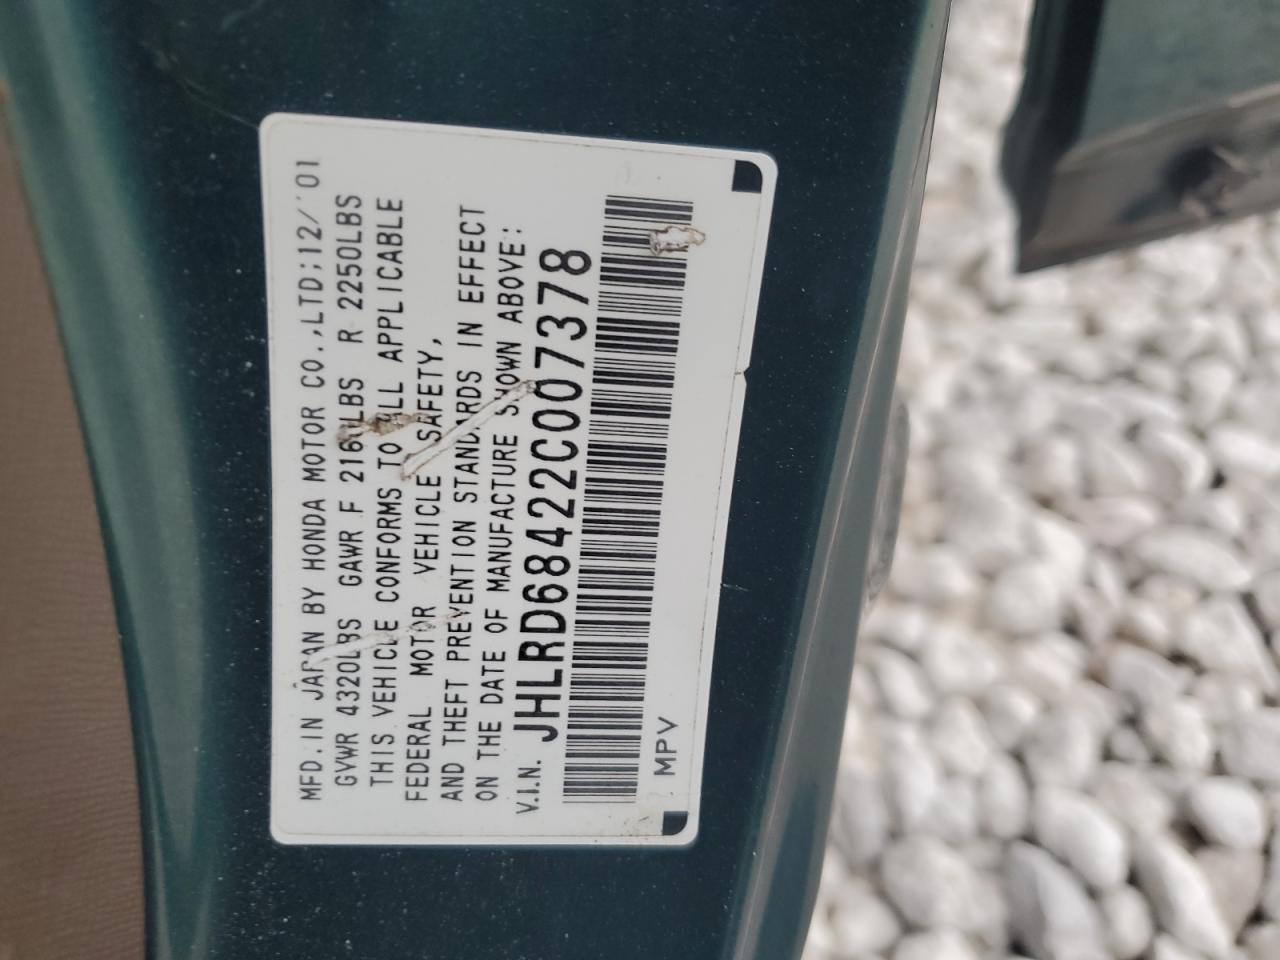 MFD. IN JAPAN BY HONDA MOTOR CO.,LTD;12/'01
GVWR 4320LBS GAWR F 2160LBS R 2250LBS
THIS VEHICLE CONFORMS TO ALL APPLICABLE
FEDERAL MOTOR VEHICLE SAFETY,
AND THEFT PREVENTION STANDARDS IN EFFECT
ON THE DATE OF MANUFACTURE SHOWN ABOVE:
V.I.N. JHLRD68422C007378
MPV